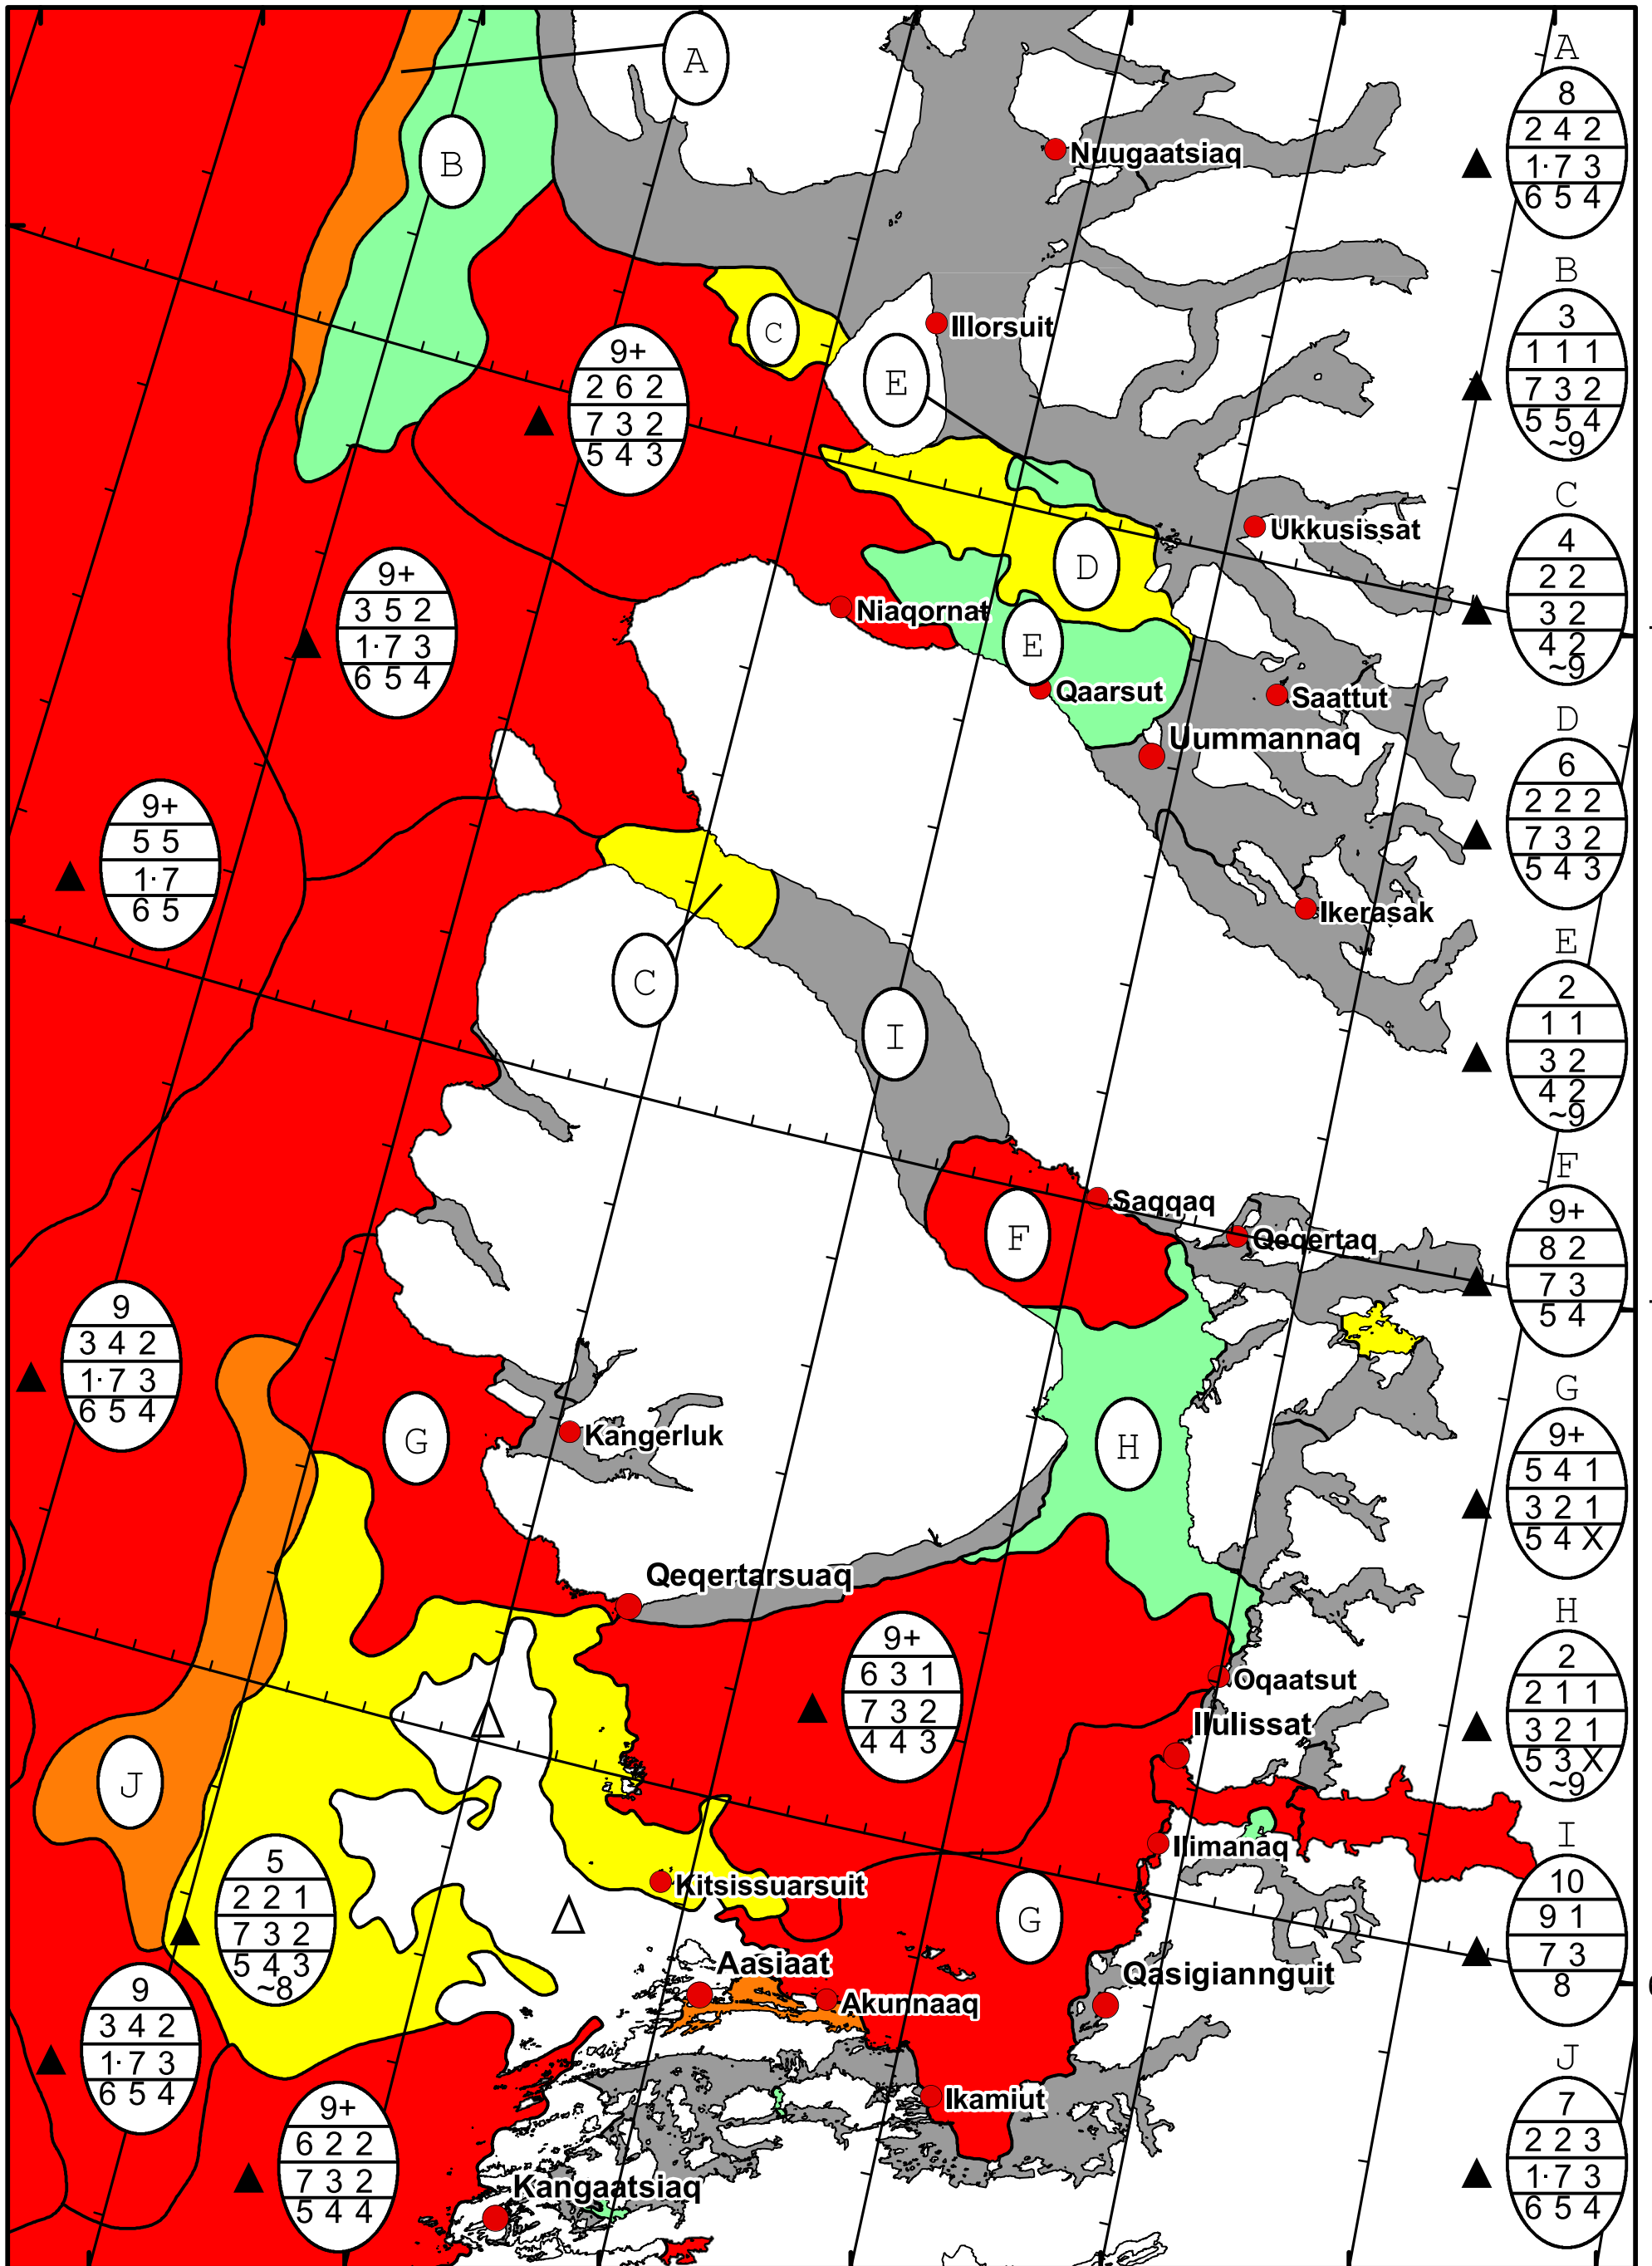 A
A
8
2 4 2
1· 7 3
6 5 4
B
Nuugaatsiaq
B
3
1 1 1
7 3 2
5 5 4
~9
C
Illorsuit
9+
2 6 2
7 3 2
5 4 3
E
C
4
2 2
3 2
4 2
~9
Ukkusissat
D
9+
3 5 2
1· 7 3
6 5 4
Niaqornat
E
Qaarsut
Saattut
Uummannaq
D
6
2 2 2
7 3 2
5 4 3
9+
5 5
1· 7
6 5
Ikerasak
C
I
E
2
1 1
3 2
4 2
~9
F
Saqqaq
Qeqertaq
F
9+
8 2
7 3
5 4
9
3 4 2
1· 7 3
6 5 4
G
Kangerluk
H
G
9+
5 4 1
3 2 1
5 4 X
Qeqertarsuaq
9+
6 3 1
7 3 2
4 4 3
Oqaatsut
Ilulissat
H
2
2 1 1
3 2 1
5 3 X
~9
J
Ilimanaq
Kitsissuarsuit
5
2 2 1
7 3 2
5 4 3
~8
G
I
10
9 1
7 3
8
Aasiaat
Akunnaaq
Qasigiannguit
9
3 4 2
1· 7 3
6 5 4
Ikamiut
9+
6 2 2
7 3 2
5 4 4
Kangaatsiaq
J
7
2 2 3
1· 7 3
6 5 4